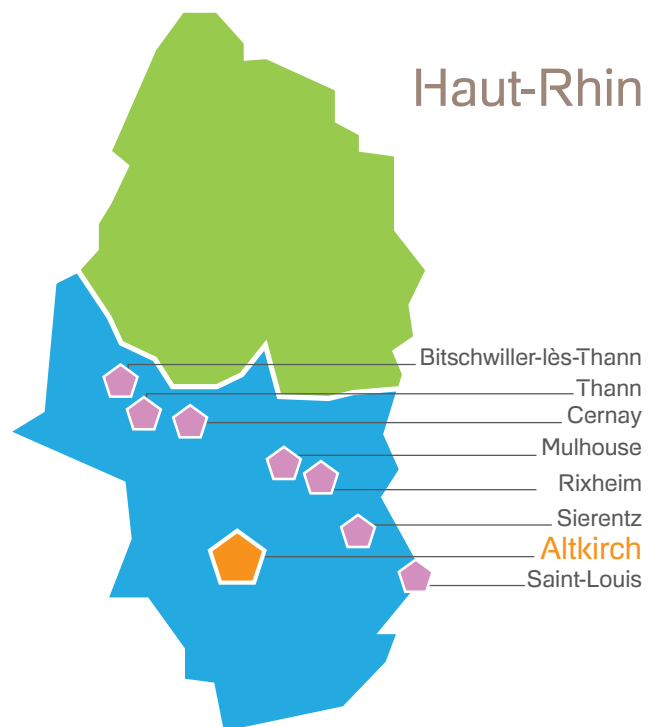 Haut-Rhin
Bitschwiller-lès-Thann
Thann
Cernay
Mulhouse
Rixheim
Sierentz
Altkirch
Saint-Louis